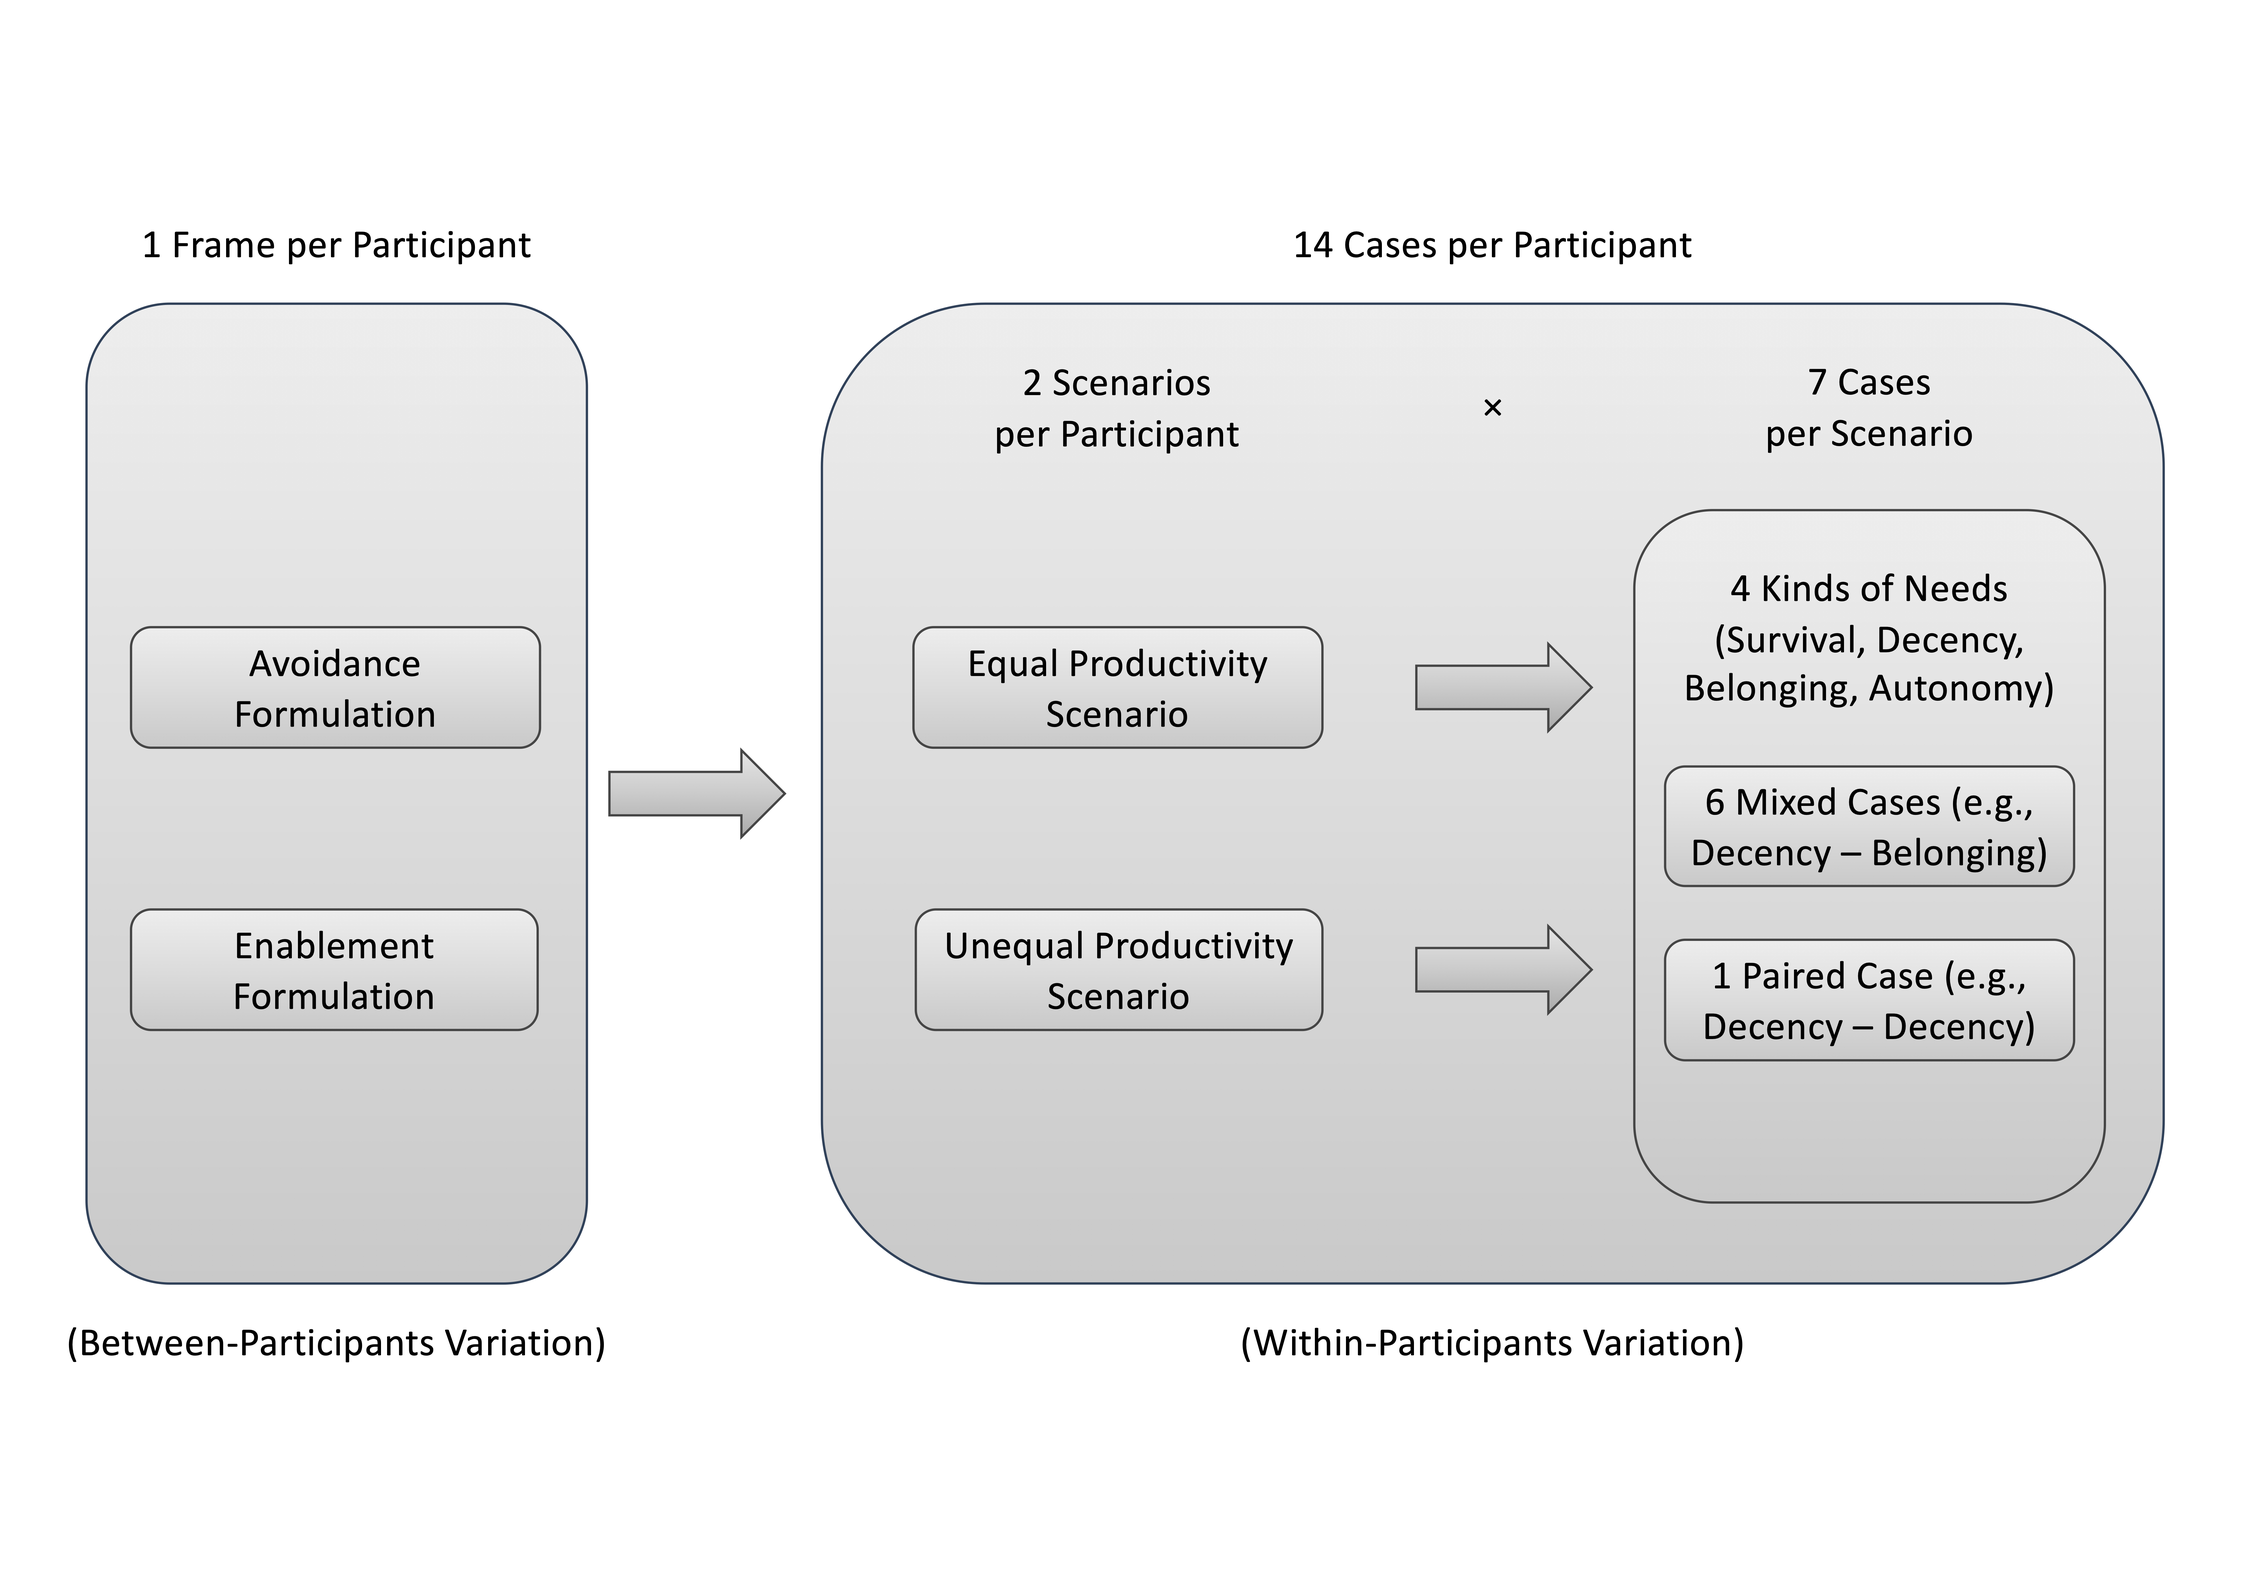 1 Frame per Participant
Avoidance
Formulation
Enablement
Formulation
(Between-Participants Variation)
14 Cases per Participant
2 Scenarios
per Participant
×
7 Cases
per Scenario
Equal Productivity
Scenario
Unequal Productivity
Scenario
4 Kinds of Needs
(Survival, Decency,
Belonging, Autonomy)
6 Mixed Cases (e.g.,
Decency – Belonging)
1 Paired Case (e.g.,
Decency – Decency)
(Within-Participants Variation)